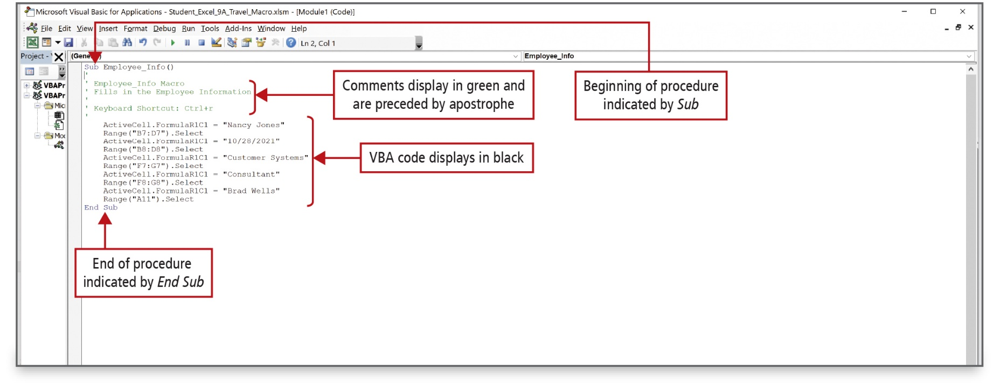 Microsoft Visual Basic for Applications - Student_Excel_9A_Travel_Macro.xlsm - [Module1 (Code)]
File Edit View Insert Format Debug Run Tools Add-Ins Window Help
Ln 2, Col 1
Project -
(Gene
Employee_Info
Sub Employee_Info()
'
' Employee_Info Macro
' Fills in the Employee Information
'
' Keyboard Shortcut: Ctrl+r
'
ActiveCell.FormulaR1C1 = "Nancy Jones"
Range("B7:D7").Select
ActiveCell.FormulaR1C1 = "10/28/2021"
Range("B8:D8").Select
ActiveCell.FormulaR1C1 = "Customer Systems"
Range("F7:G7").Select
ActiveCell.FormulaR1C1 = "Consultant"
Range("F8:G8").Select
ActiveCell.FormulaR1C1 = "Brad Wells"
Range("A11").Select
End Sub
VBAPr
VBAPr
Mic
Moc
Comments display in green and
are preceded by apostrophe
Beginning of procedure
indicated by Sub
VBA code displays in black
End of procedure
indicated by End Sub